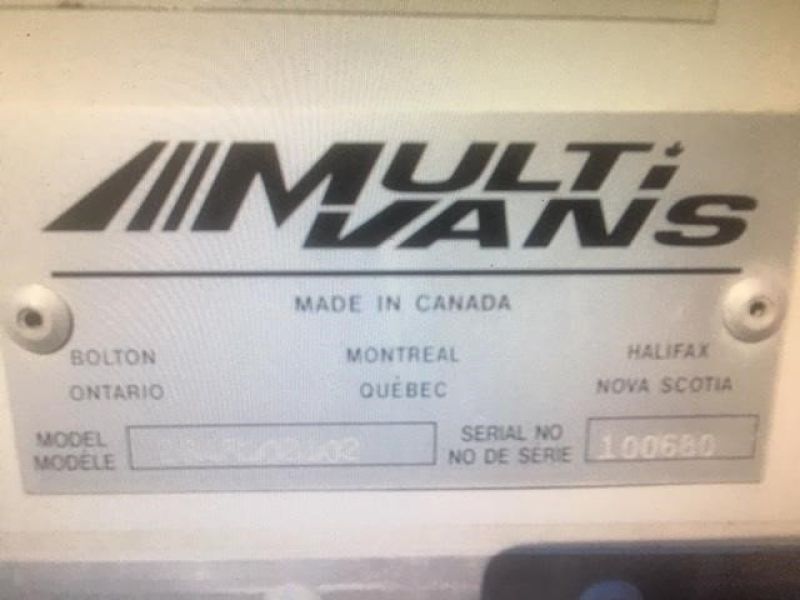 MULTi
VANS
MADE IN CANADA
BOLTON MONTREAL HALIFAX
ONTARIO QUÉBEC NOVA SCOTIA
MODEL SERIAL NO
MODÈLE NO DE SERIE 100680